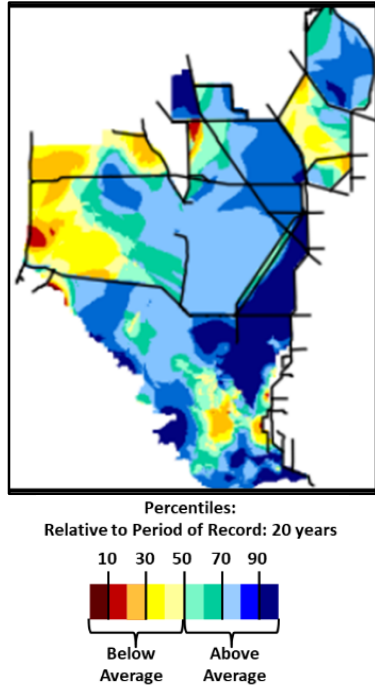 Percentiles:
Relative to Period of Record: 20 years
10 30 50 70 90
Below Above
Average Average